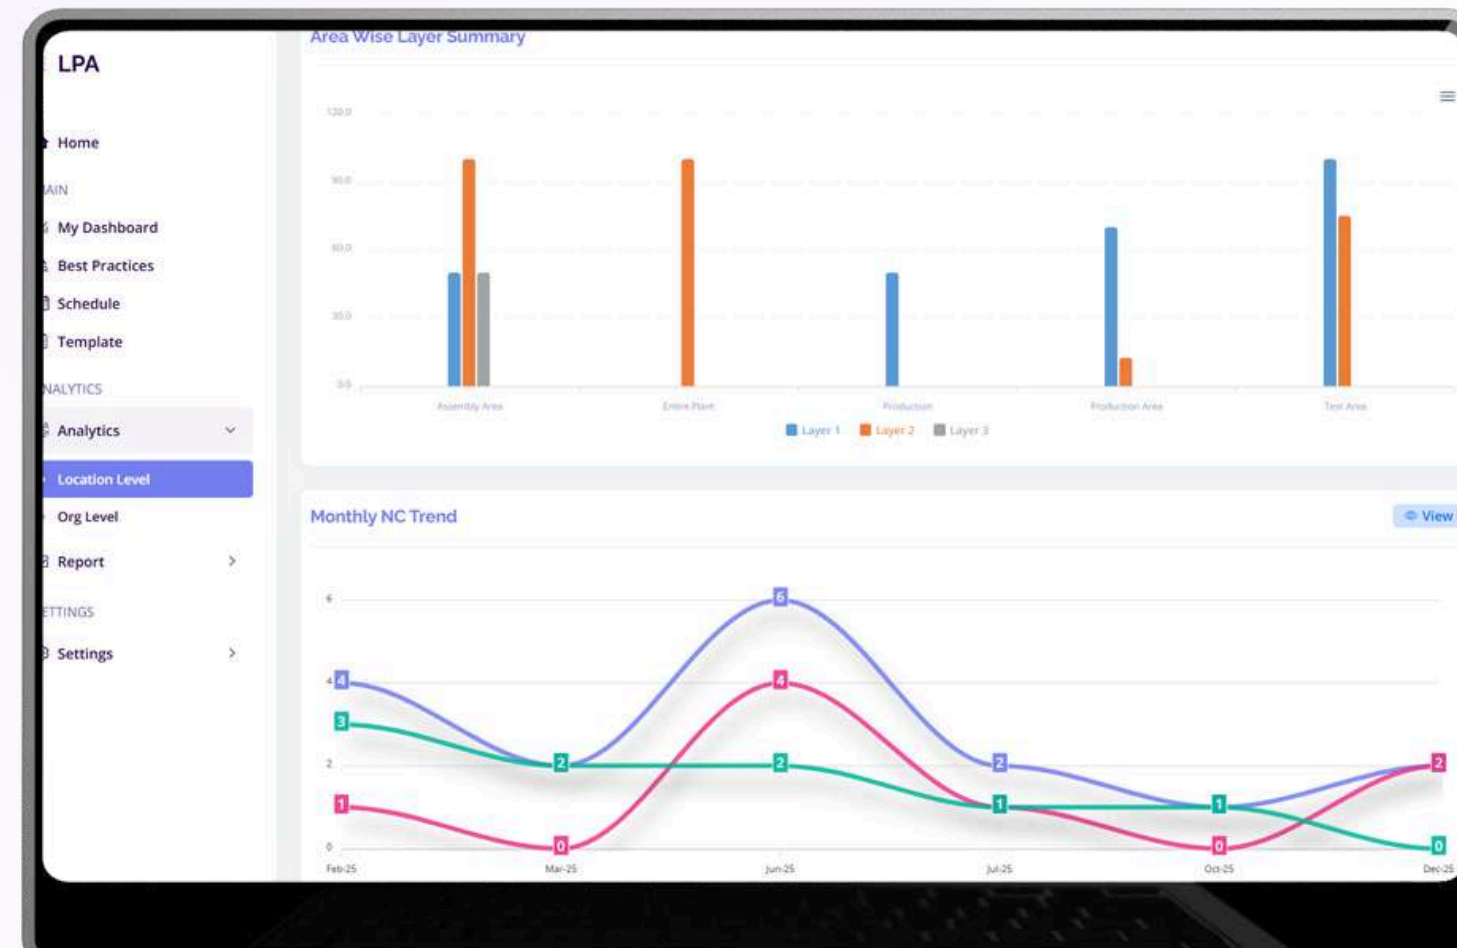 LPA
Home
AIN
My Dashboard
Best Practices
Schedule
Template
NALYTICS
Analytics
Location Level
Org Level
Report
ETTINGS
Settings
Area Wise Layer Summary
120.0
90.0
60.0
30.0
0.0
Assembly Area Entire Plant Production Production Area Test Area
Layer 1 Layer 2 Layer 3
Monthly NC Trend
View
6 6
4 4 4
3
2 2 2 2 2
1 1 1
0 0 0 0
Feb-25 Mar-25 Jun-25 Jul-25 Oct-25 Dec-25